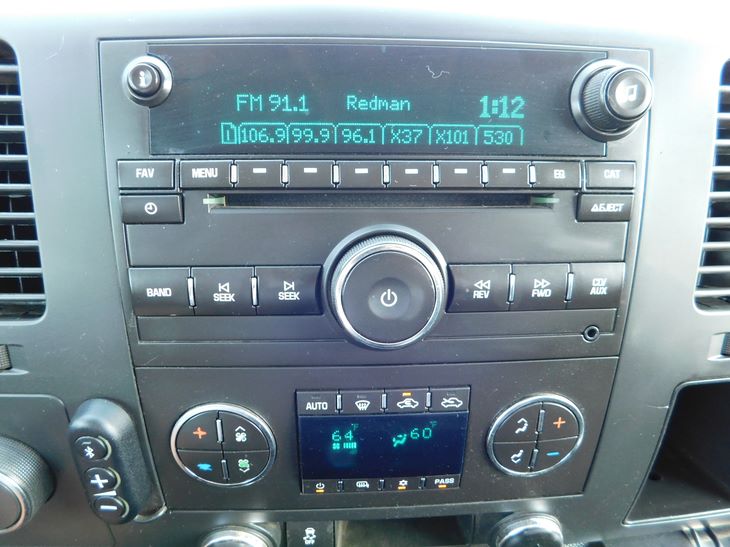 FM 91.1 Redman 1:12
1 106.9 99.9 96.1 X37 X101 530
FAV MENU EQ CAT
EJECT
BAND SEEK SEEK REV FWD CD/AUX
AUTO
64°F 60°F
PASS
OFF